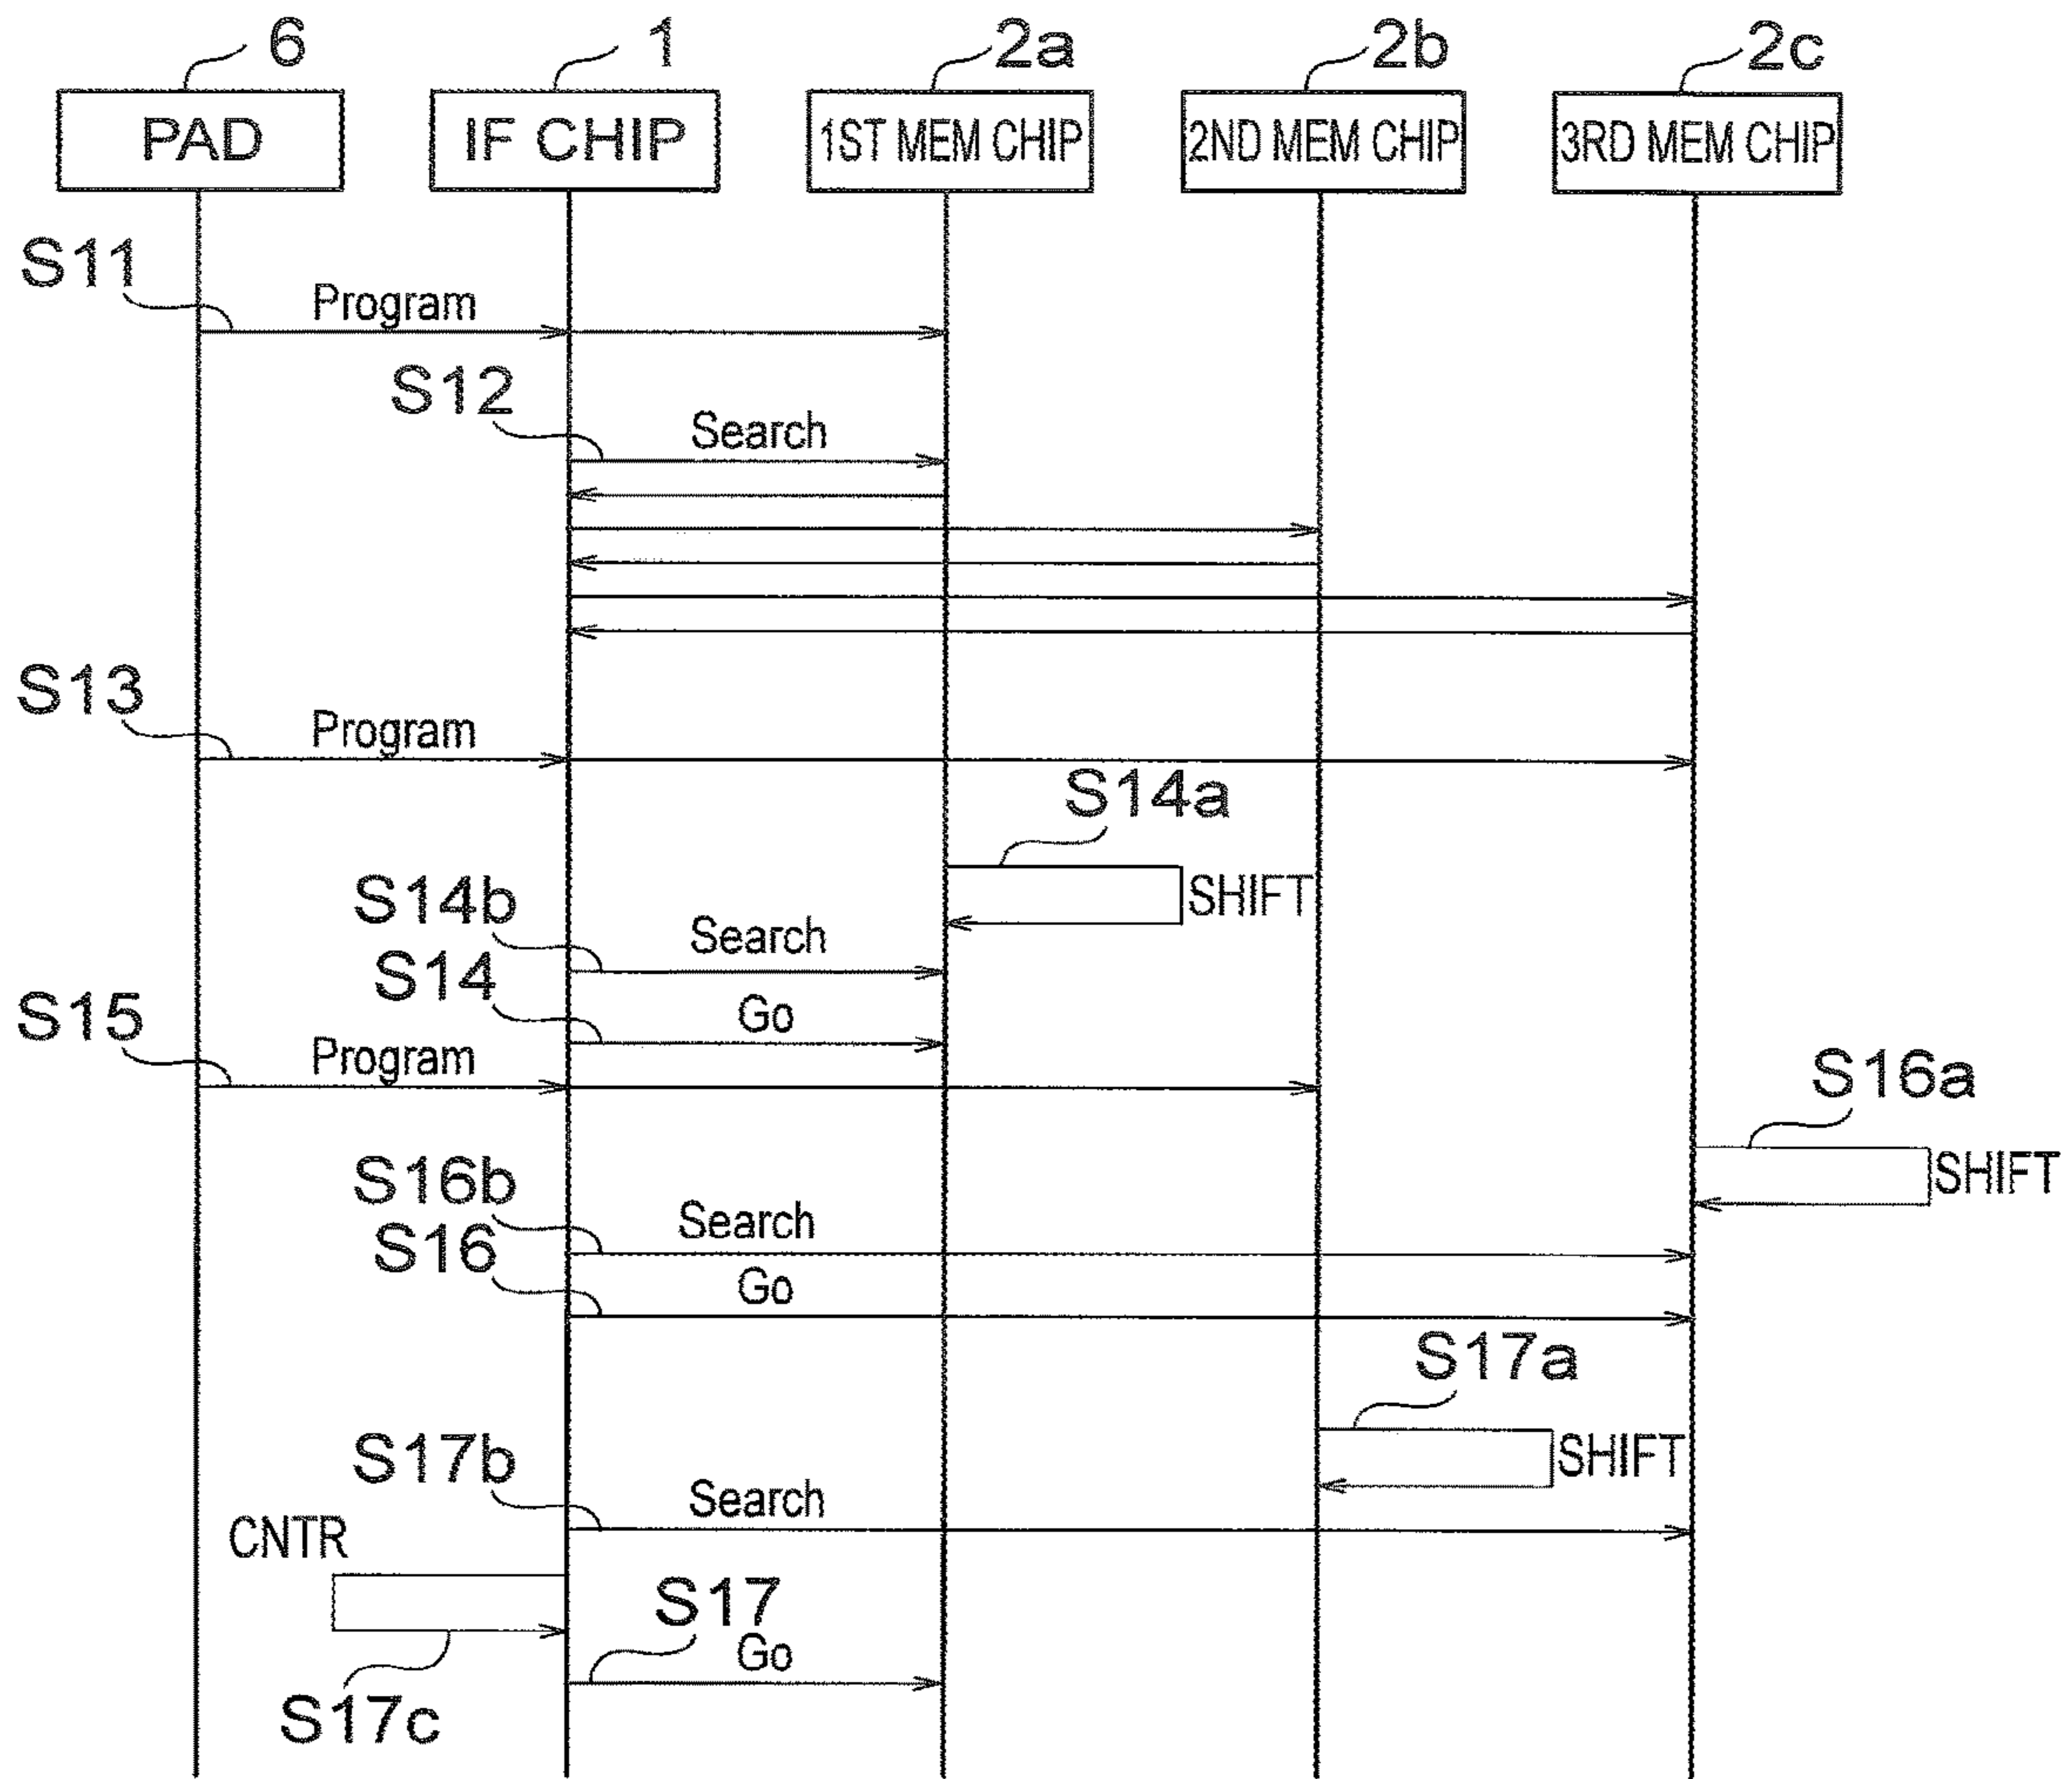 6 1 2a 2b 2c
PAD IF CHIP 1ST MEM CHIP 2ND MEM CHIP 3RD MEM CHIP
S11
Program
S12
Search
S13
Program
S14a
SHIFT
S14b
Search
S14
Go
S15
Program
S16a
SHIFT
S16b
Search
S16
Go
S17a
SHIFT
S17b
Search
CNTR
S17
Go
S17c